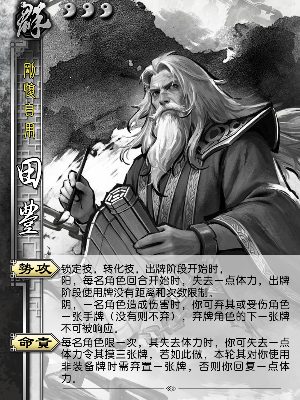 群
刚愎自用
田豐
势攻
锁定技，转化技，出牌阶段开始时，
阳，每名角色回合开始时，失去一点体力，出牌
阶段使用牌没有距离和次数限制。
阴，一名角色造成伤害时，你可弃其或受伤角色
一张手牌（没有则不弃），弃牌角色的下一张牌
不可被响应。
命責
每名角色限一次，其失去体力时，你可失去一点体
力令其摸三张牌，若如此做，本轮其对你使用
非装备牌时需弃置一张牌，否则你回复一点体
力。